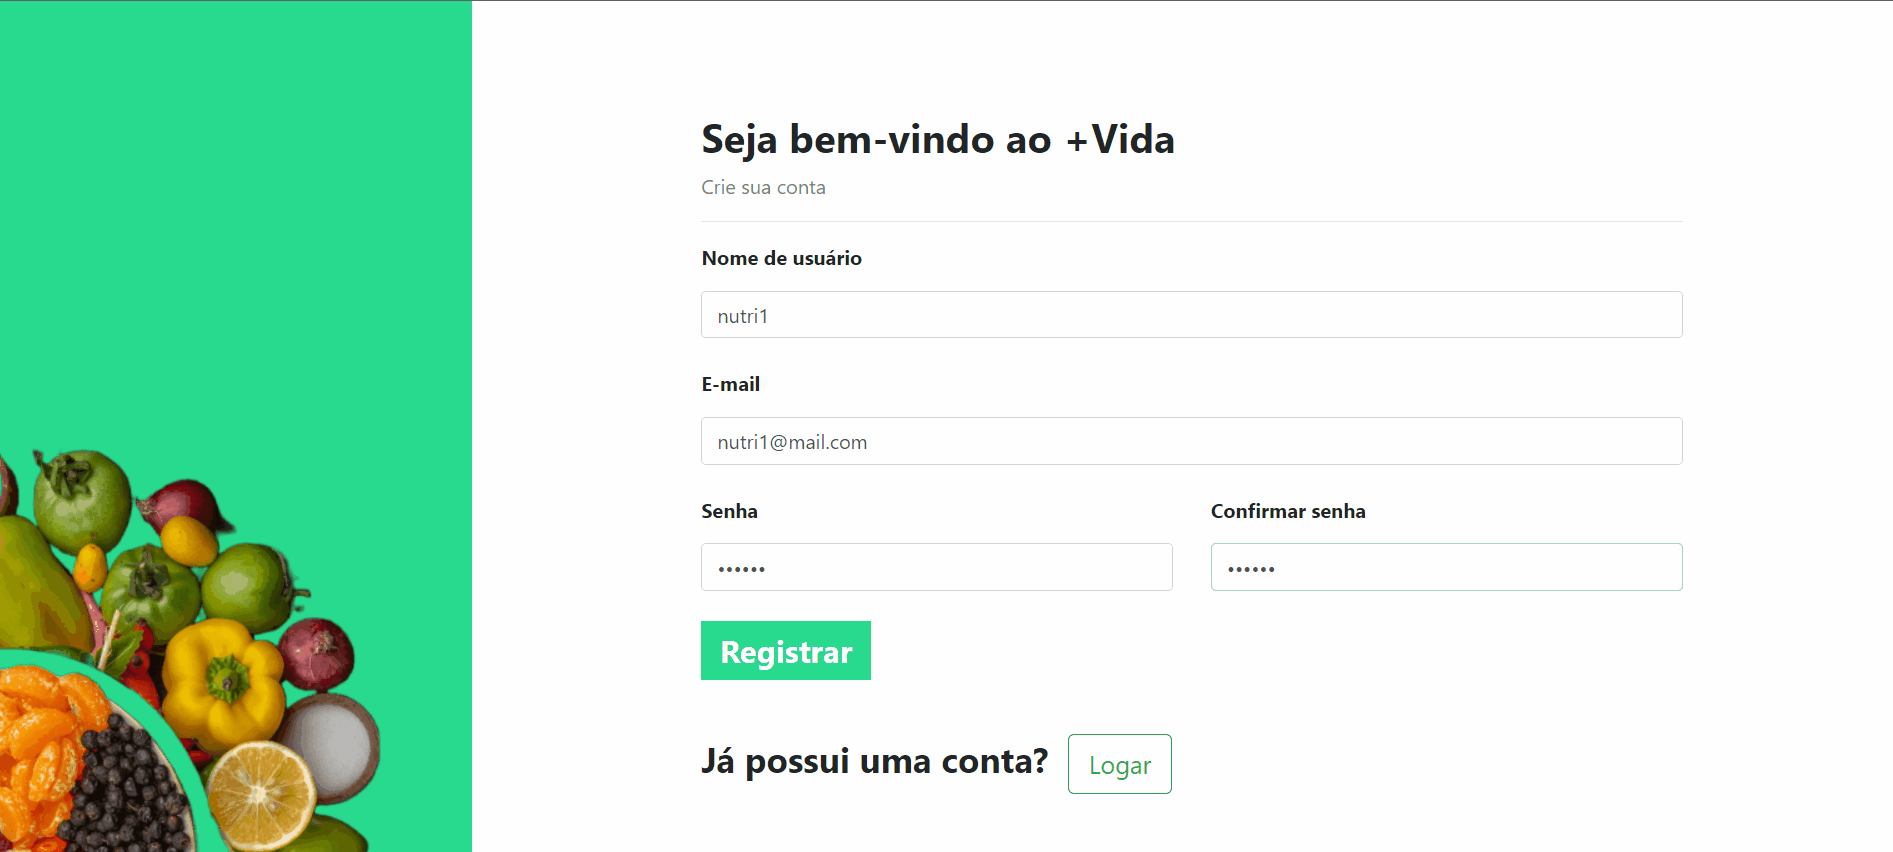 Seja bem-vindo ao +Vida
Crie sua conta
Nome de usuário
nutri1
E-mail
nutri1@mail.com
Senha
Confirmar senha
••••••
••••••
Registrar
Já possui uma conta?
Logar